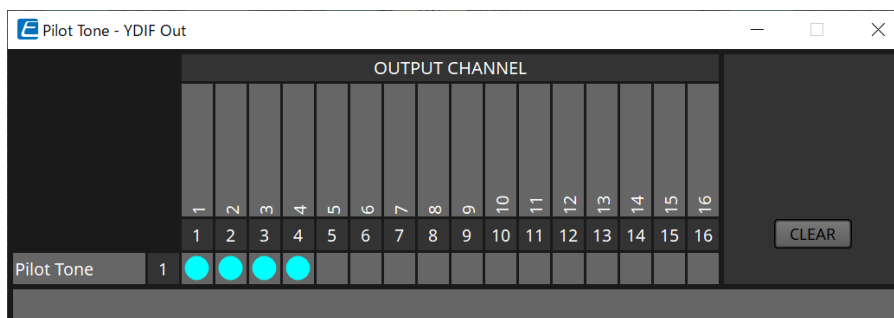 Pilot Tone - YDIF Out
OUTPUT CHANNEL
1 2 3 4 5 6 7 8 9 10 11 12 13 14 15 16
1 2 3 4 5 6 7 8 9 10 11 12 13 14 15 16
CLEAR
Pilot Tone 1